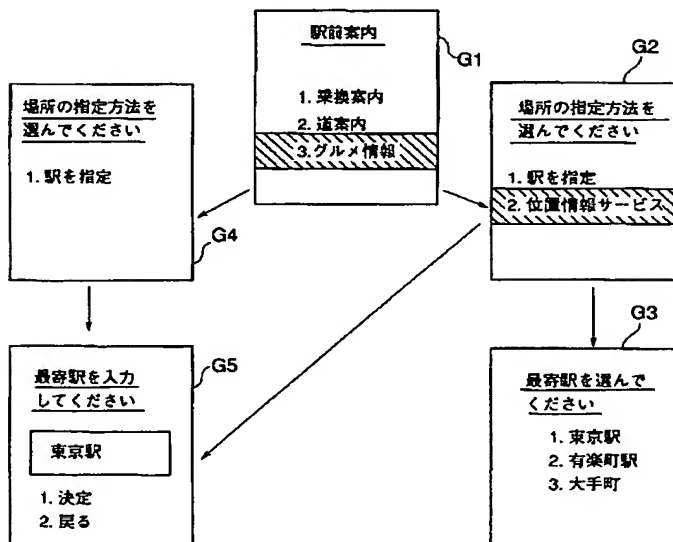 駅前案内
G1
1. 乗換案内
2. 道案内
3. グルメ情報
G2
場所の指定方法を
選んでください
1. 駅を指定
2. 位置情報サービス
場所の指定方法を
選んでください
1. 駅を指定
G4
G5
最寄駅を入力
してください
東京駅
1. 決定
2. 戻る
G3
最寄駅を選んで
ください
1. 東京駅
2. 有楽町駅
3. 大手町